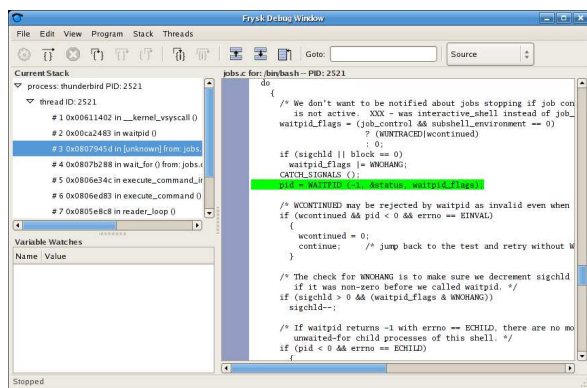 Frysk Debug Window
File Edit View Program Stack Threads
Goto: Source
Current Stack
process: thunderbird PID: 2521
thread ID: 2521
# 1 0x00611402 in __kernel_vsyscall ()
# 2 0x00ca2483 in waitpid ()
# 3 0x0807945d in [unknown] from: jobs.
# 4 0x0807b288 in wait_for () from: jobs.c
# 5 0x0806e34c in execute_command_in
# 6 0x0806ed83 in execute_command ()
# 7 0x0805e8c8 in reader_loop ()
Variable Watches
Name Value
jobs.c for: /bin/bash -- PID: 2521
do
{
/* We don't want to be notified about jobs stopping if job con
is not active. XXX - was interactive_shell instead of job_
waitpid_flags = (job_control && subshell_environment == 0)
? (WUNTRACED|wcontinued)
: 0;
if (sigchld || block == 0)
waitpid_flags |= WNOHANG;
CATCH_SIGNALS ();
pid = WAITPID (-1, &status, waitpid_flags);
/* WCONTINUED may be rejected by waitpid as invalid even when
if (wcontinued && pid < 0 && errno == EINVAL)
{
wcontinued = 0;
continue; /* jump back to the test and retry without W
}
/* The check for WNOHANG is to make sure we decrement sigchld
if it was non-zero before we called waitpid. */
if (sigchld > 0 && (waitpid_flags & WNOHANG))
sigchld--;
/* If waitpid returns -1 with errno == ECHILD, there are no mo
unwaited-for child processes of this shell. */
if (pid < 0 && errno == ECHILD)
{
Stopped